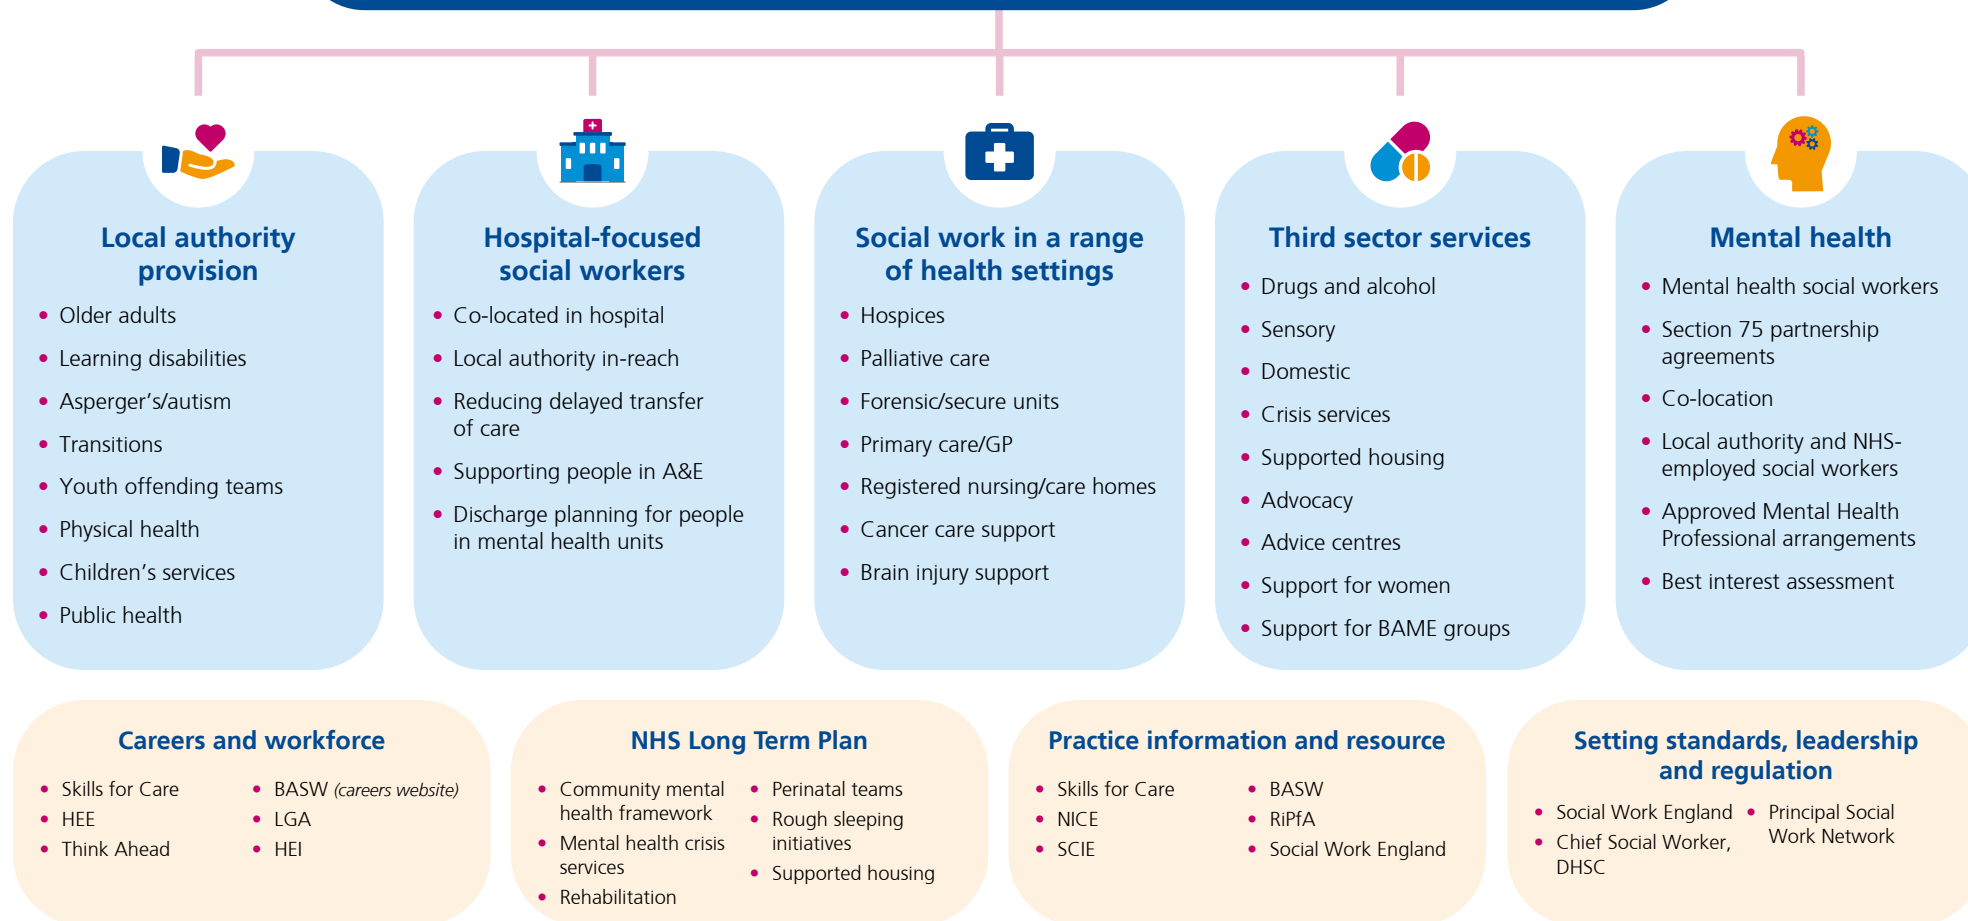 Local authority
provision
• Older adults
• Learning disabilities
• Asperger's/autism
• Transitions
• Youth offending teams
• Physical health
• Children's services
• Public health
Hospital-focused
social workers
• Co-located in hospital
• Local authority in-reach
• Reducing delayed transfer
of care
• Supporting people in A&E
• Discharge planning for people
in mental health units
Social work in a range
of health settings
• Hospices
• Palliative care
• Forensic/secure units
• Primary care/GP
• Registered nursing/care homes
• Cancer care support
• Brain injury support
Third sector services
• Drugs and alcohol
• Sensory
• Domestic
• Crisis services
• Supported housing
• Advocacy
• Advice centres
• Support for women
• Support for BAME groups
Mental health
• Mental health social workers
• Section 75 partnership
agreements
• Co-location
• Local authority and NHS-
employed social workers
• Approved Mental Health
Professional arrangements
• Best interest assessment
Careers and workforce
• Skills for Care
• HEE
• Think Ahead
• BASW (careers website)
• LGA
• HEI
NHS Long Term Plan
• Community mental
health framework
• Mental health crisis
services
• Rehabilitation
• Perinatal teams
• Rough sleeping
initiatives
• Supported housing
Practice information and resource
• Skills for Care
• NICE
• SCIE
• BASW
• RiPfA
• Social Work England
Setting standards, leadership
and regulation
• Social Work England
• Chief Social Worker,
DHSC
• Principal Social
Work Network